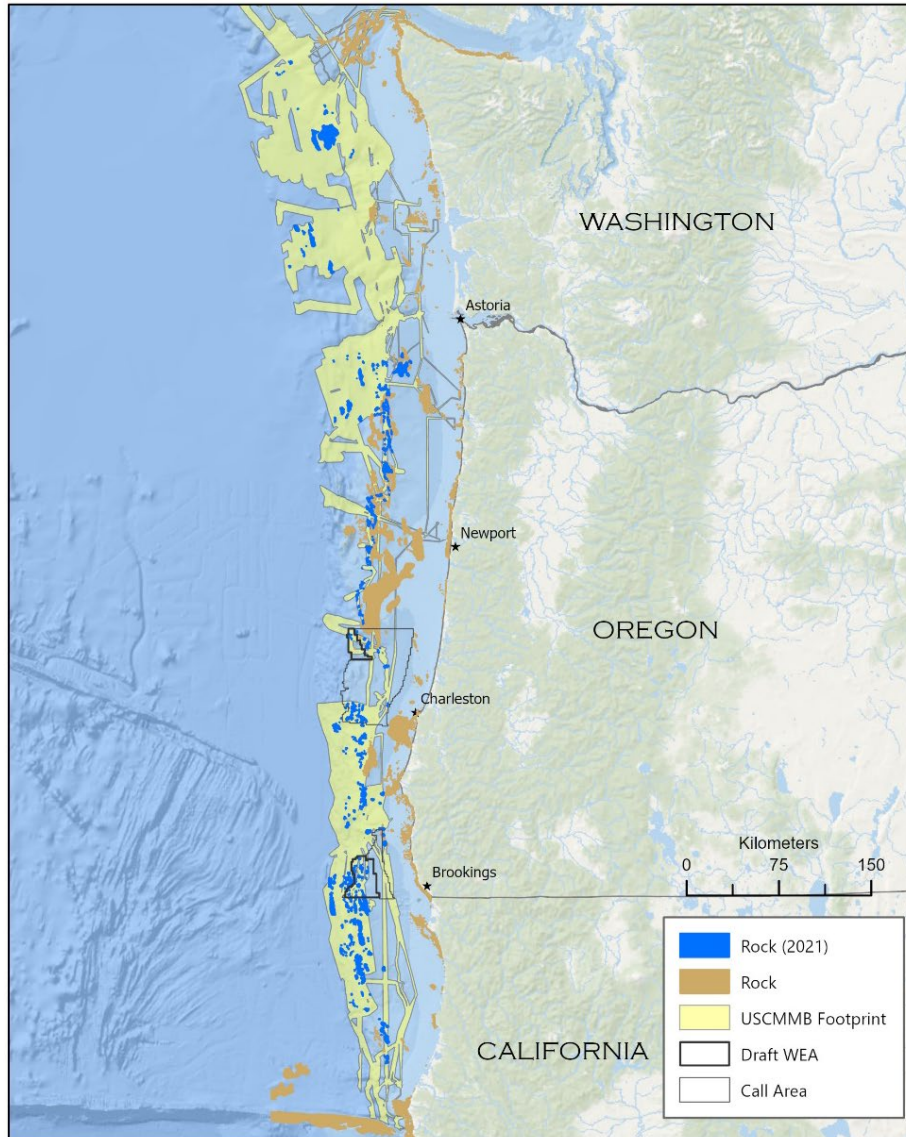 WASHINGTON
Astoria
Newport
OREGON
Charleston
Kilometers
0 75 150
Brookings
Rock (2021)
Rock
USCMMB Footprint
Draft WEA
Call Area
CALIFORNIA